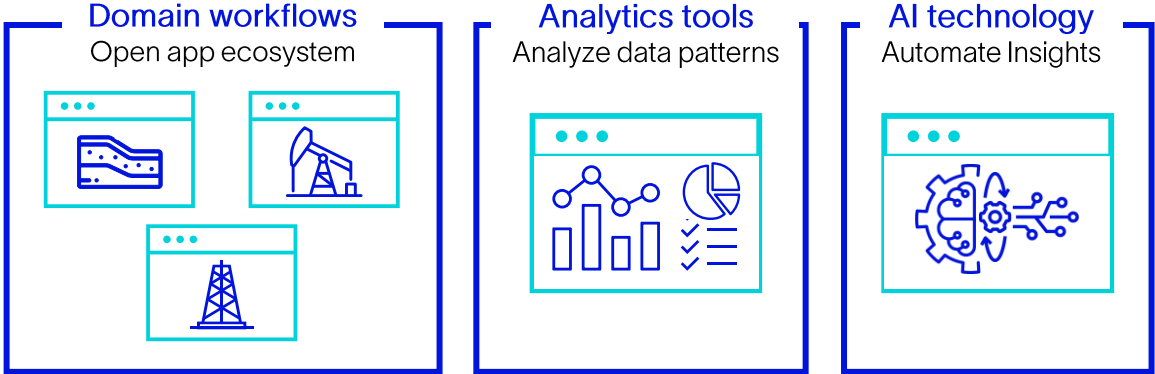 Domain workflows
Open app ecosystem
Analytics tools
Analyze data patterns
AI technology
Automate Insights